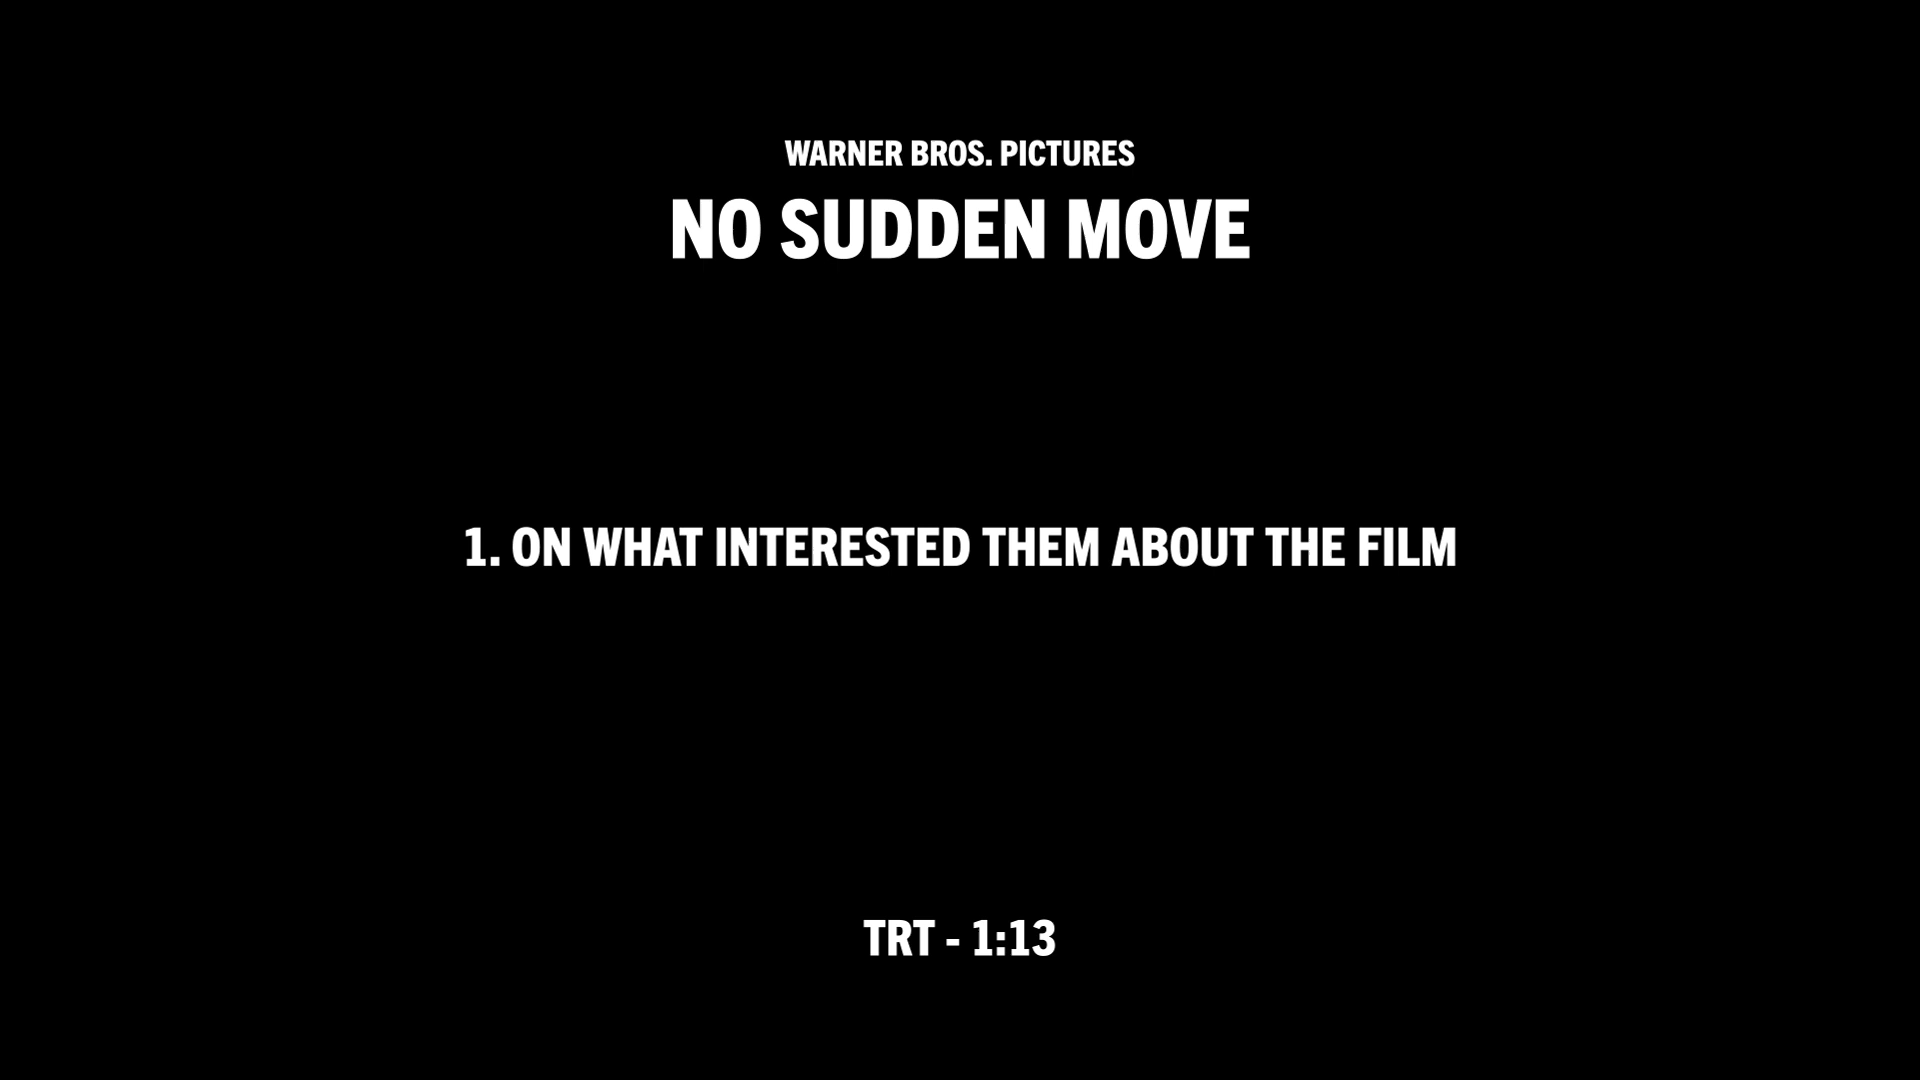 WARNER BROS. PICTURES
NO SUDDEN MOVE
1. ON WHAT INTERESTED THEM ABOUT THE FILM
TRT - 1:13